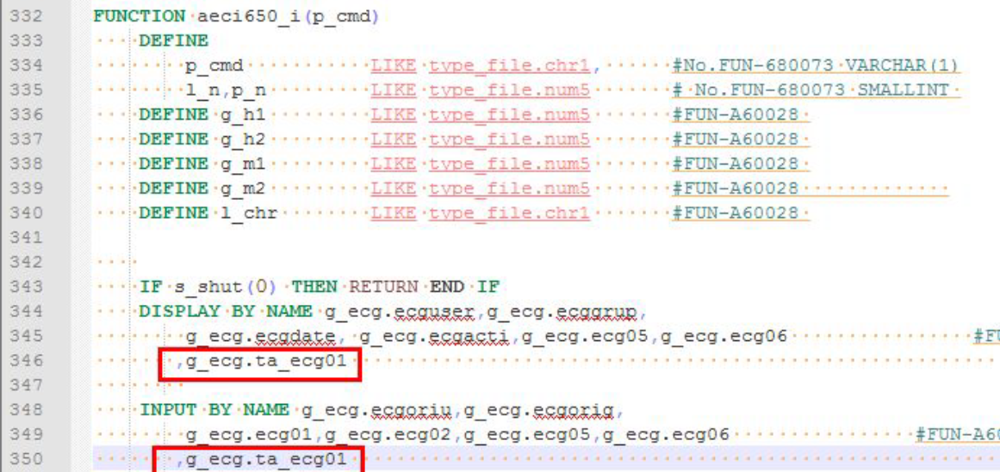 332 FUNCTION aeci650_i(p_cmd)
333 DEFINE
334 p_cmd LIKE type_file.chr1, #No.FUN-680073 VARCHAR(1)
335 l_n,p_n LIKE type_file.num5 # No.FUN-680073 SMALLINT
336 DEFINE g_h1 LIKE type_file.num5 #FUN-A60028
337 DEFINE g_h2 LIKE type_file.num5 #FUN-A60028
338 DEFINE g_m1 LIKE type_file.num5 #FUN-A60028
339 DEFINE g_m2 LIKE type_file.num5 #FUN-A60028
340 DEFINE l_chr LIKE type_file.chr1 #FUN-A60028
341
342
343 IF s_shut(0) THEN RETURN END IF
344 DISPLAY BY NAME g_ecg.ecguser,g_ecg.ecggrup,
345 g_ecg.ecgdate, g_ecg.ecgacti,g_ecg.ecg05,g_ecg.ecg06 #FU
346 ,g_ecg.ta_ecg01
347
348 INPUT BY NAME g_ecg.ecgoriu,g_ecg.ecgorig,
349 g_ecg.ecg01,g_ecg.ecg02,g_ecg.ecg05,g_ecg.ecg06 #FUN-A60
350 ,g_ecg.ta_ecg01